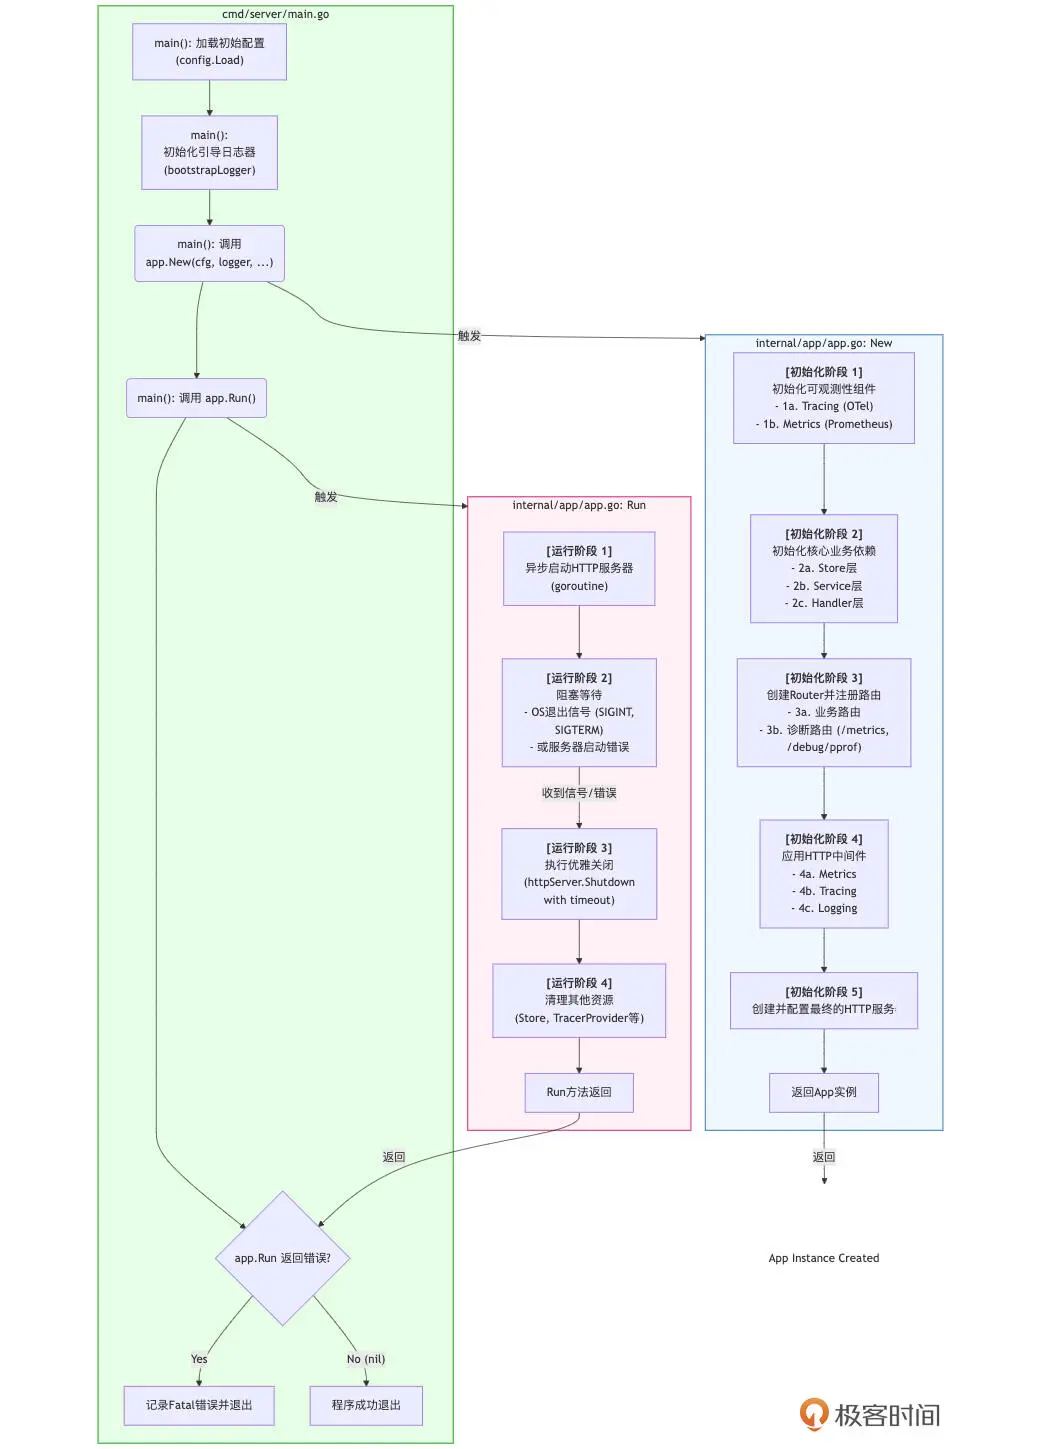 cmd/server/main.go
main(): 加载初始配置
(config.Load)
main():
初始化引导日志器
(bootstrapLogger)
main(): 调用
app.New(cfg, logger, ...)
触发
main(): 调用 app.Run()
触发
internal/app/app.go: New
[初始化阶段 1]
初始化可观测性组件
- 1a. Tracing (OTel)
- 1b. Metrics (Prometheus)
[初始化阶段 2]
初始化核心业务依赖
- 2a. Store层
- 2b. Service层
- 2c. Handler层
[初始化阶段 3]
创建Router并注册路由
- 3a. 业务路由
- 3b. 诊断路由 (/metrics,
/debug/pprof)
[初始化阶段 4]
应用HTTP中间件
- 4a. Metrics
- 4b. Tracing
- 4c. Logging
[初始化阶段 5]
创建并配置最终的HTTP服务
返回App实例
返回
App Instance Created
internal/app/app.go: Run
[运行阶段 1]
异步启动HTTP服务器
(goroutine)
[运行阶段 2]
阻塞等待
- OS退出信号 (SIGINT,
SIGTERM)
- 或服务器启动错误
收到信号/错误
[运行阶段 3]
执行优雅关闭
(httpServer.Shutdown
with timeout)
[运行阶段 4]
清理其他资源
(Store, TracerProvider等)
Run方法返回
返回
app.Run 返回错误?
Yes
No (nil)
记录Fatal错误并退出
程序成功退出
极客时间